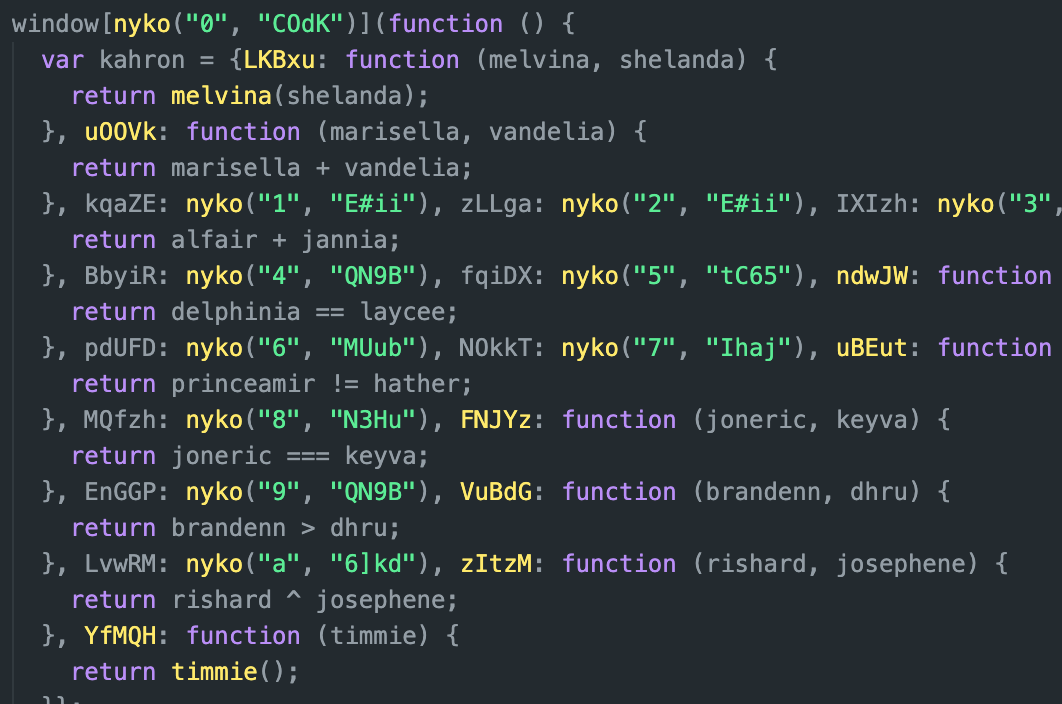 window[nyko("0", "COdK")](function () {
  var kahron = {LKBxu: function (melvina, shelanda) {
    return melvina(shelanda);
  }, uOOVk: function (marisella, vandelia) {
    return marisella + vandelia;
  }, kqaZE: nyko("1", "E#ii"), zLLga: nyko("2", "E#ii"), IXIzh: nyko("3",
    return alfair + jannia;
  }, BbyiR: nyko("4", "QN9B"), fqiDX: nyko("5", "tC65"), ndwJW: function
    return delphinia == laycee;
  }, pdUFD: nyko("6", "MUub"), NOkkT: nyko("7", "Ihaj"), uBEut: function
    return princeamir != hather;
  }, MQfzh: nyko("8", "N3Hu"), FNJYz: function (joneric, keyva) {
    return joneric === keyva;
  }, EnGGP: nyko("9", "QN9B"), VuBdG: function (brandenn, dhru) {
    return brandenn > dhru;
  }, LvwRM: nyko("a", "6]kd"), zItzM: function (rishard, josephene) {
    return rishard ^ josephene;
  }, YfMQH: function (timmie) {
    return timmie();